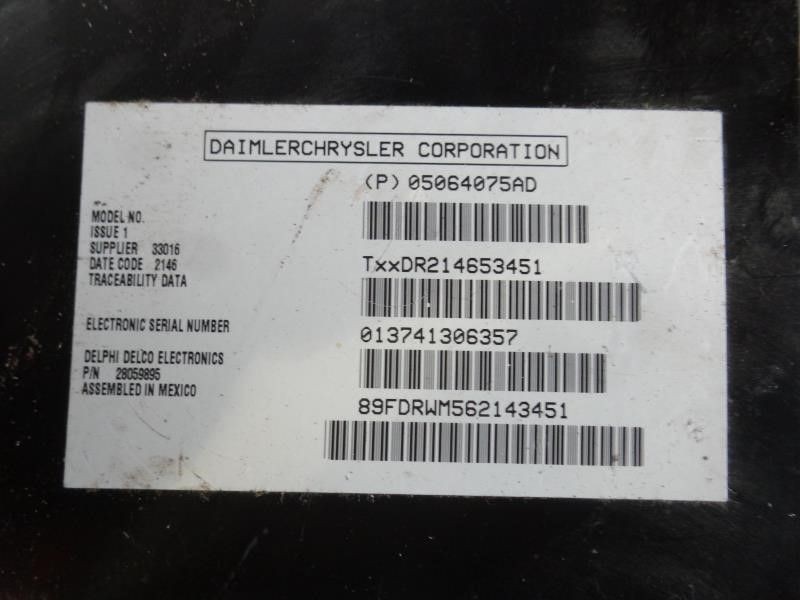 DAIMLERCHRYSLER CORPORATION
(P) 05064075AD
MODEL NO.
ISSUE 1
SUPPLIER 33016
DATE CODE 2146
TRACEABILITY DATA
TxxDR214653451
ELECTRONIC SERIAL NUMBER
013741306357
DELPHI DELCO ELECTRONICS
P/N 28059895
ASSEMBLED IN MEXICO
89FDRWM562143451